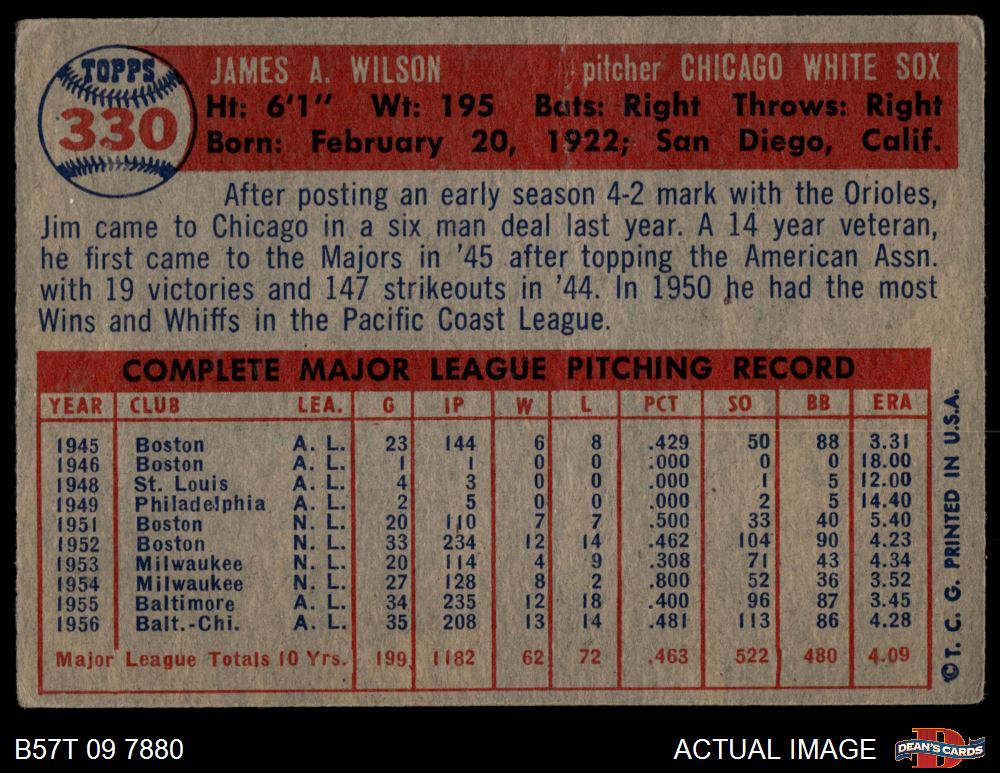 TOPPS
330
JAMES A. WILSON pitcher CHICAGO WHITE SOX
Ht: 6'1" Wt: 195 Bats: Right Throws: Right
Born: February 20, 1922; San Diego, Calif.
After posting an early season 4-2 mark with the Orioles,
Jim came to Chicago in a six man deal last year. A 14 year veteran,
he first came to the Majors in '45 after topping the American Assn.
with 19 victories and 147 strikeouts in '44. In 1950 he had the most
Wins and Whiffs in the Pacific Coast League.
COMPLETE MAJOR LEAGUE PITCHING RECORD
YEAR CLUB LEA. G IP W L PCT SO BB ERA
1945 Boston A. L. 23 144 6 8 .429 50 88 3.31
1946 Boston A. L. 1 1 0 0 .000 0 0 18.00
1948 St. Louis A. L. 4 3 0 0 .000 1 5 12.00
1949 Philadelphia A. L. 2 5 0 0 .000 2 5 14.40
1951 Boston N. L. 20 110 7 7 .500 33 40 5.40
1952 Boston N. L. 33 234 12 14 .462 104 90 4.23
1953 Milwaukee N. L. 20 114 4 9 .308 71 43 4.34
1954 Milwaukee N. L. 27 128 8 2 .800 52 36 3.52
1955 Baltimore A. L. 34 235 12 18 .400 96 87 3.45
1956 Balt.-Chi. A. L. 35 208 13 14 .481 113 86 4.28
Major League Totals 10 Yrs. 199 1182 62 72 .463 522 480 4.09
©T. C. G. PRINTED IN U.S.A.
B57T 09 7880
ACTUAL IMAGE
DEAN'S CARDS